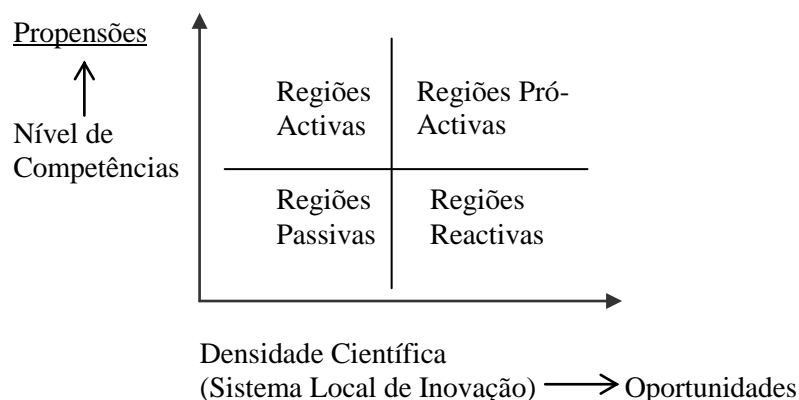 Propensões
Nível de
Competências
Regiões
Activas
Regiões Pró-
Activas
Regiões
Passivas
Regiões
Reactivas
Densidade Científica
(Sistema Local de Inovação)
Oportunidades